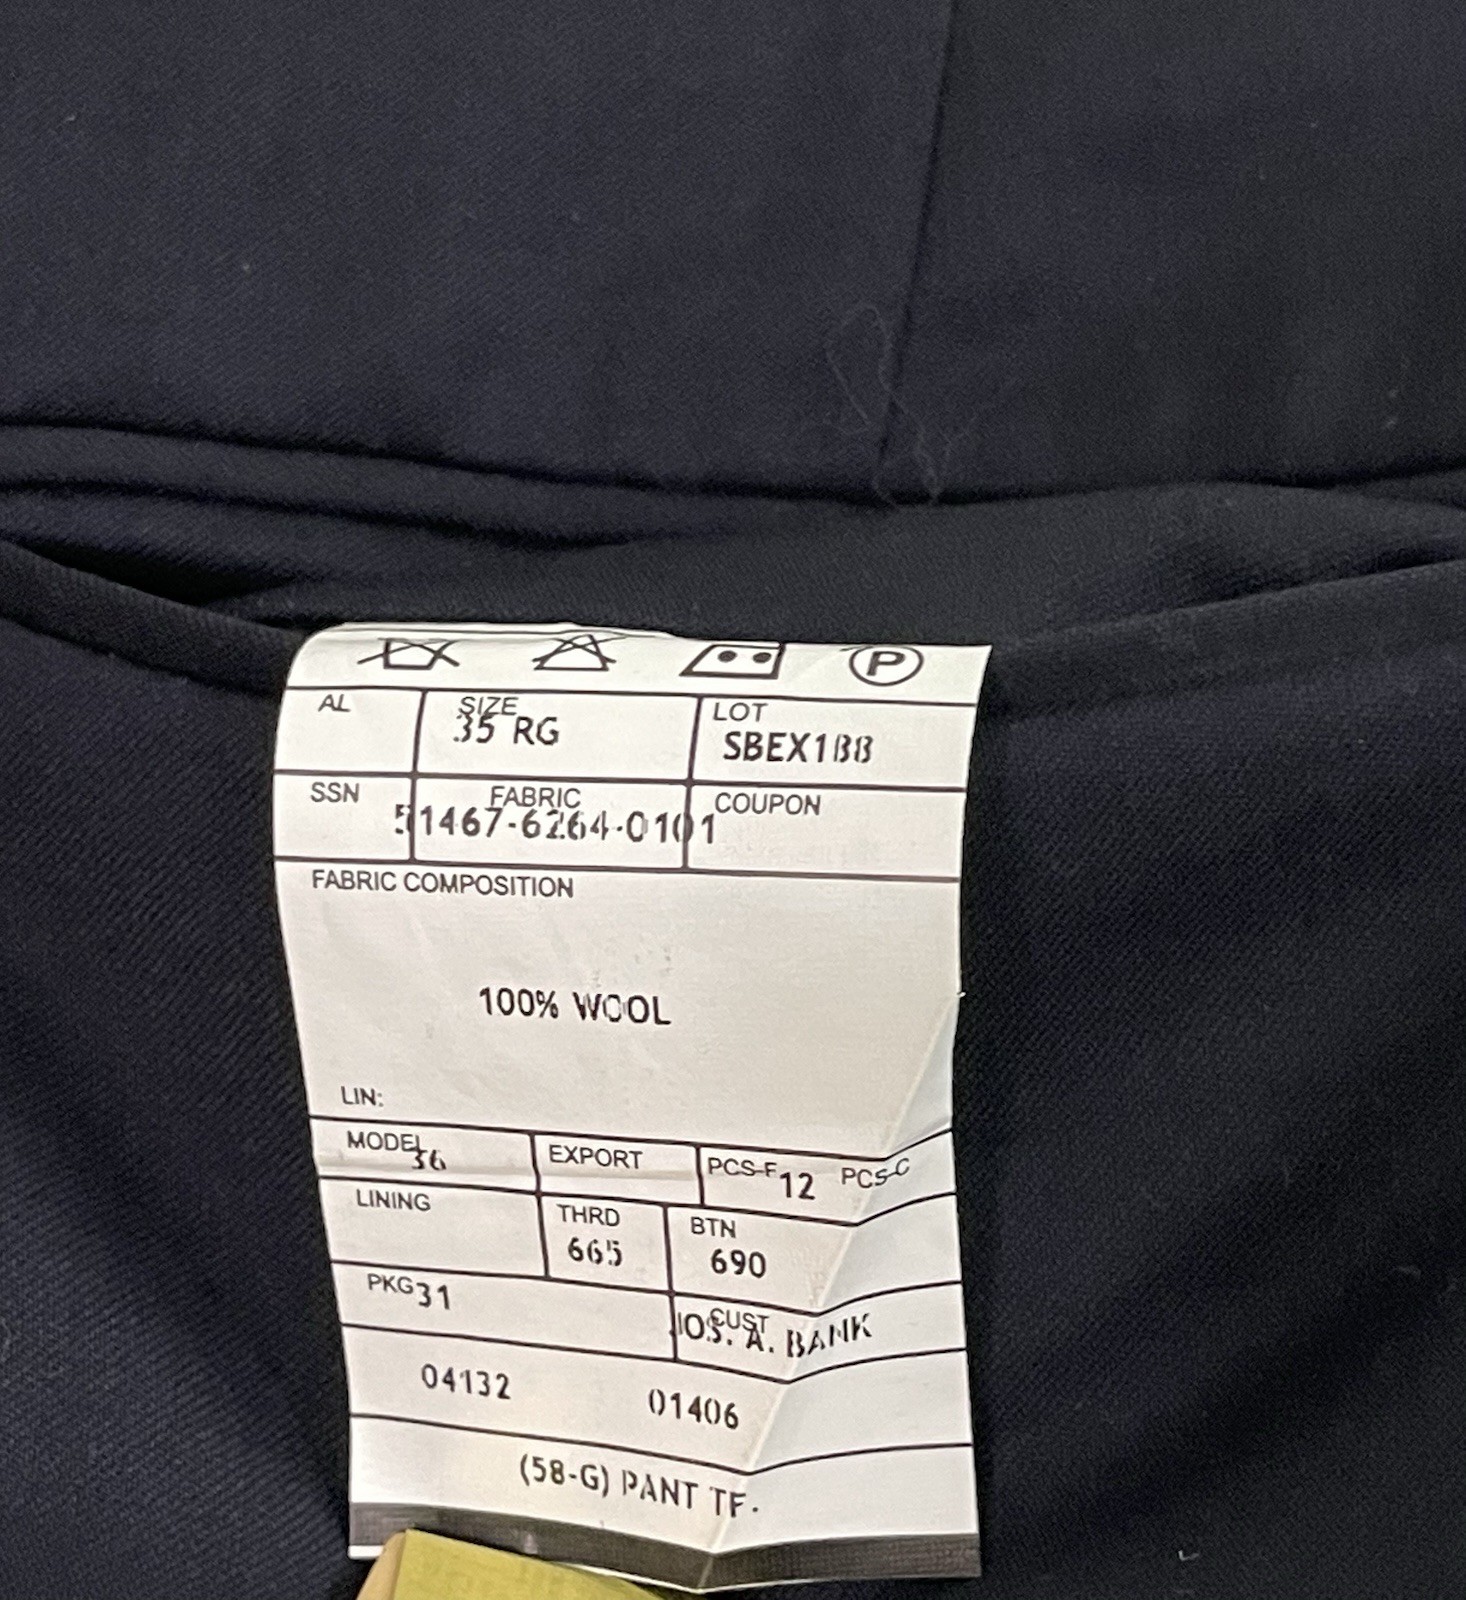 P
AL SIZE LOT
35 RG SBEX1BB
SSN FABRIC COUPON
51467-6264-0101
FABRIC COMPOSITION
100% WOOL
LIN:
MODEL 36 EXPORT PCS-F 12 PCS-C
LINING THRD BTN
665 690
PKG 31 CUST
JOS. A. BANK
04132 01406
(58-G) PANT TF.